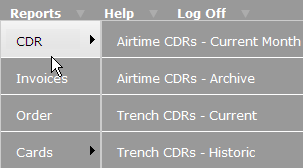 Reports Help Log Off
CDR Airtime CDRs - Current Month
Invoices Airtime CDRs - Archive
Order Trench CDRs - Current
Cards Trench CDRs - Historic